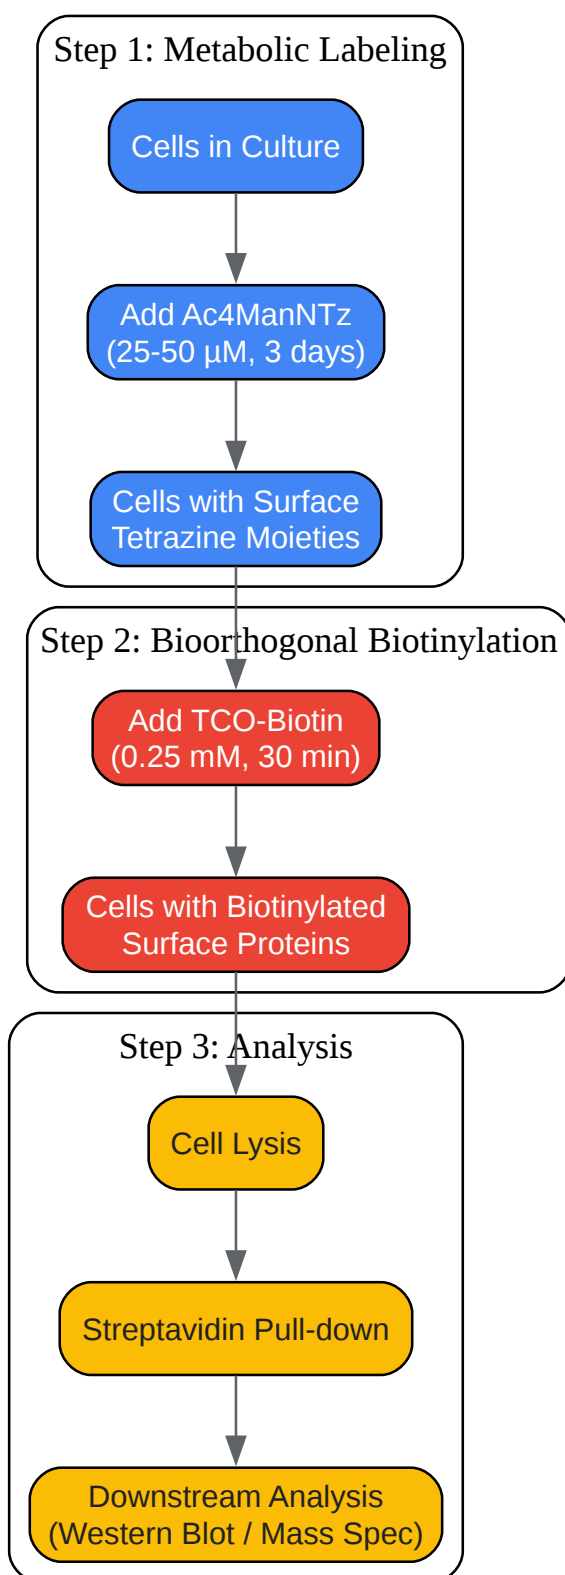 Step 1: Metabolic Labeling
Cells in Culture
Add Ac4ManNTz
(25-50 µM, 3 days)
Cells with Surface
Tetrazine Moieties
Step 2: Bioorthogonal Biotinylation
Add TCO-Biotin
(0.25 mM, 30 min)
Cells with Biotinylated
Surface Proteins
Step 3: Analysis
Cell Lysis
Streptavidin Pull-down
Downstream Analysis
(Western Blot / Mass Spec)